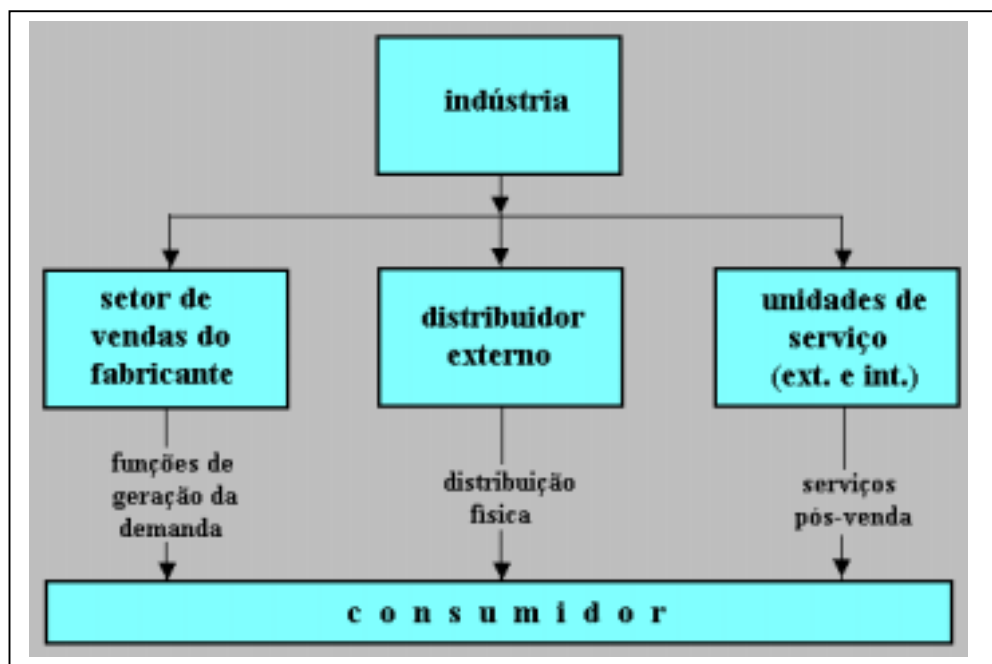 indústria
setor de
vendas do
fabricante
distribuidor
externo
unidades de
serviço
(ext. e int.)
funções de
geração da
demanda
distribuição
física
serviços
pós-venda
consumidor